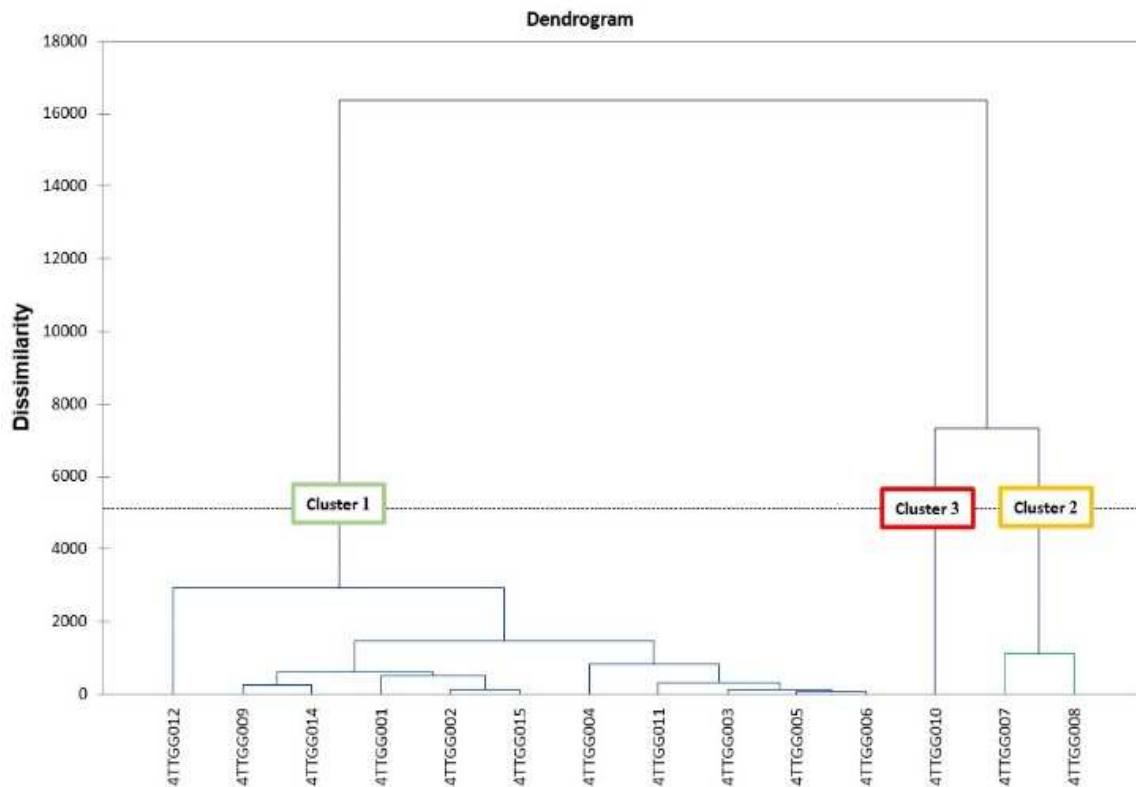 Dendrogram
18000
16000
14000
12000
10000
8000
6000
4000
2000
0
Dissimilarity
Cluster 1
Cluster 3
Cluster 2
4TTGG012
4TTGG009
4TTGG014
4TTGG001
4TTGG002
4TTGG015
4TTGG004
4TTGG011
4TTGG003
4TTGG005
4TTGG006
4TTGG010
4TTGG007
4TTGG008